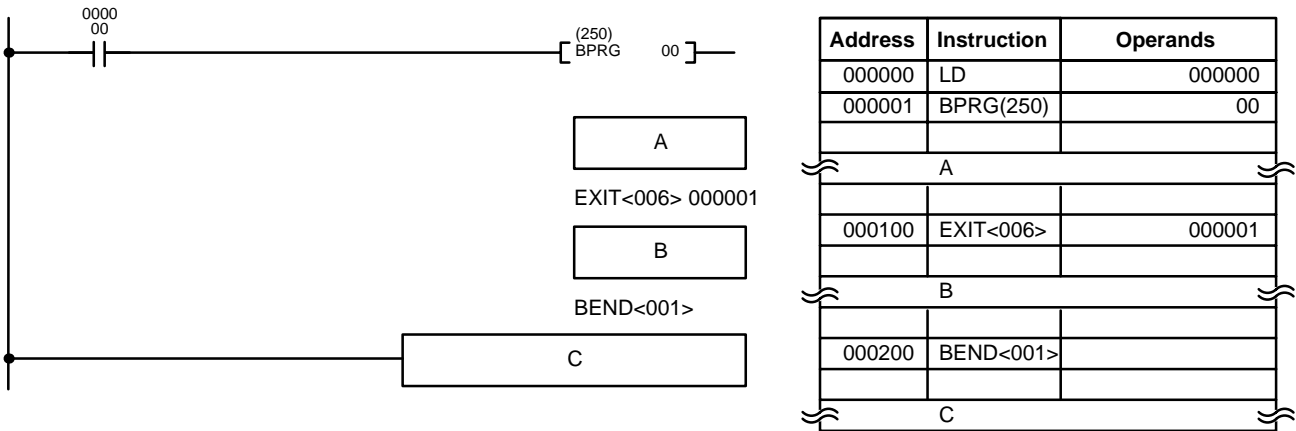 0000
00
(250)
BPRG 00
A
EXIT<006> 000001
B
BEND<001>
C
Address Instruction Operands
000000 LD 000000
000001 BPRG(250) 00
A
000100 EXIT<006> 000001
B
000200 BEND<001>
C